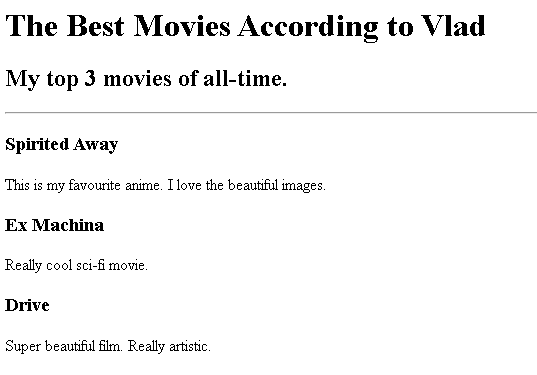 The Best Movies According to Vlad
My top 3 movies of all-time.
Spirited Away
This is my favourite anime. I love the beautiful images.
Ex Machina
Really cool sci-fi movie.
Drive
Super beautiful film. Really artistic.